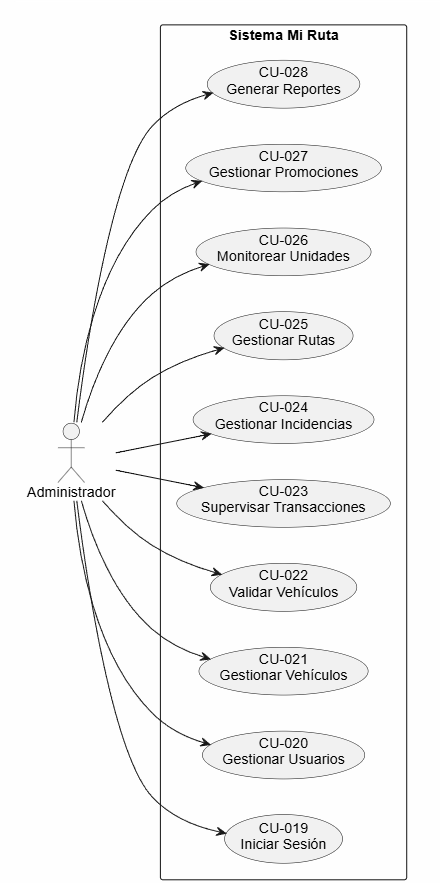 Sistema Mi Ruta
CU-028
Generar Reportes
CU-027
Gestionar Promociones
CU-026
Monitorear Unidades
CU-025
Gestionar Rutas
CU-024
Gestionar Incidencias
Administrador
CU-023
Supervisar Transacciones
CU-022
Validar Vehículos
CU-021
Gestionar Vehículos
CU-020
Gestionar Usuarios
CU-019
Iniciar Sesión